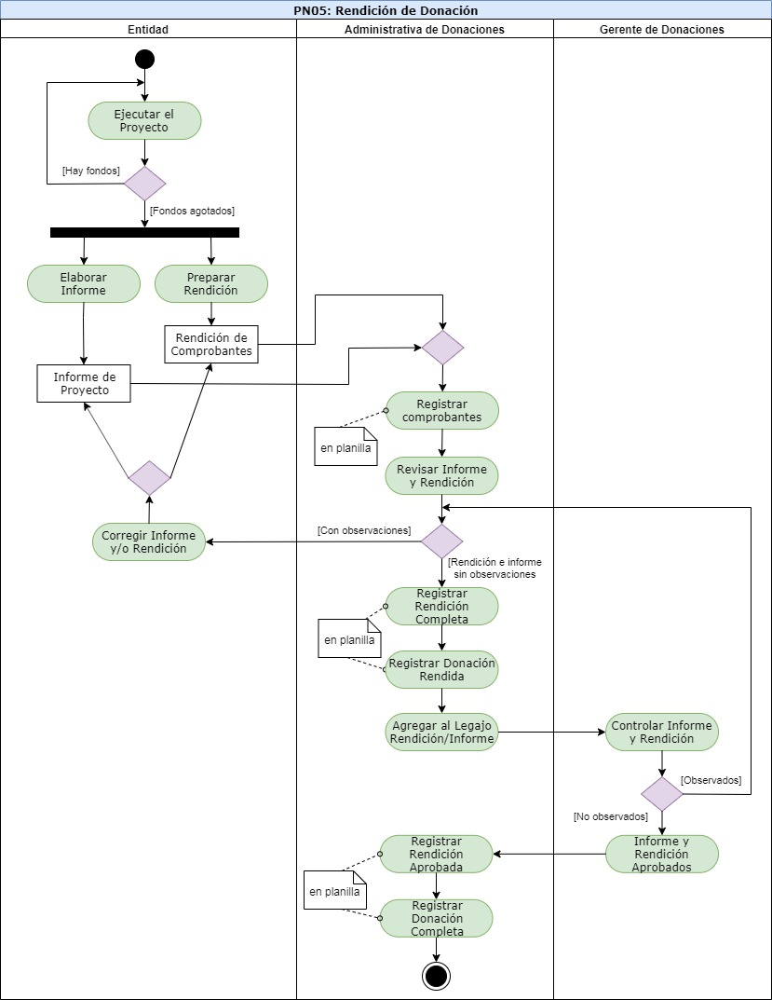 PN05: Rendición de Donación
Entidad
Administrativa de Donaciones
Gerente de Donaciones
Ejecutar el
Proyecto
[Hay fondos]
[Fondos agotados]
Elaborar
Informe
Preparar
Rendición
Rendición de
Comprobantes
Informe de
Proyecto
Registrar
comprobantes
en planilla
Revisar Informe
y Rendición
[Con observaciones]
Corregir Informe
y/o Rendición
[Rendición e informe
sin observaciones
Registrar
Rendición
Completa
en planilla
Registrar Donación
Rendida
Agregar al Legajo
Rendición/Informe
Controlar Informe
y Rendición
[Observados]
[No observados]
Informe y
Rendición
Aprobados
Registrar
Rendición
Aprobada
en planilla
Registrar
Donación
Completa